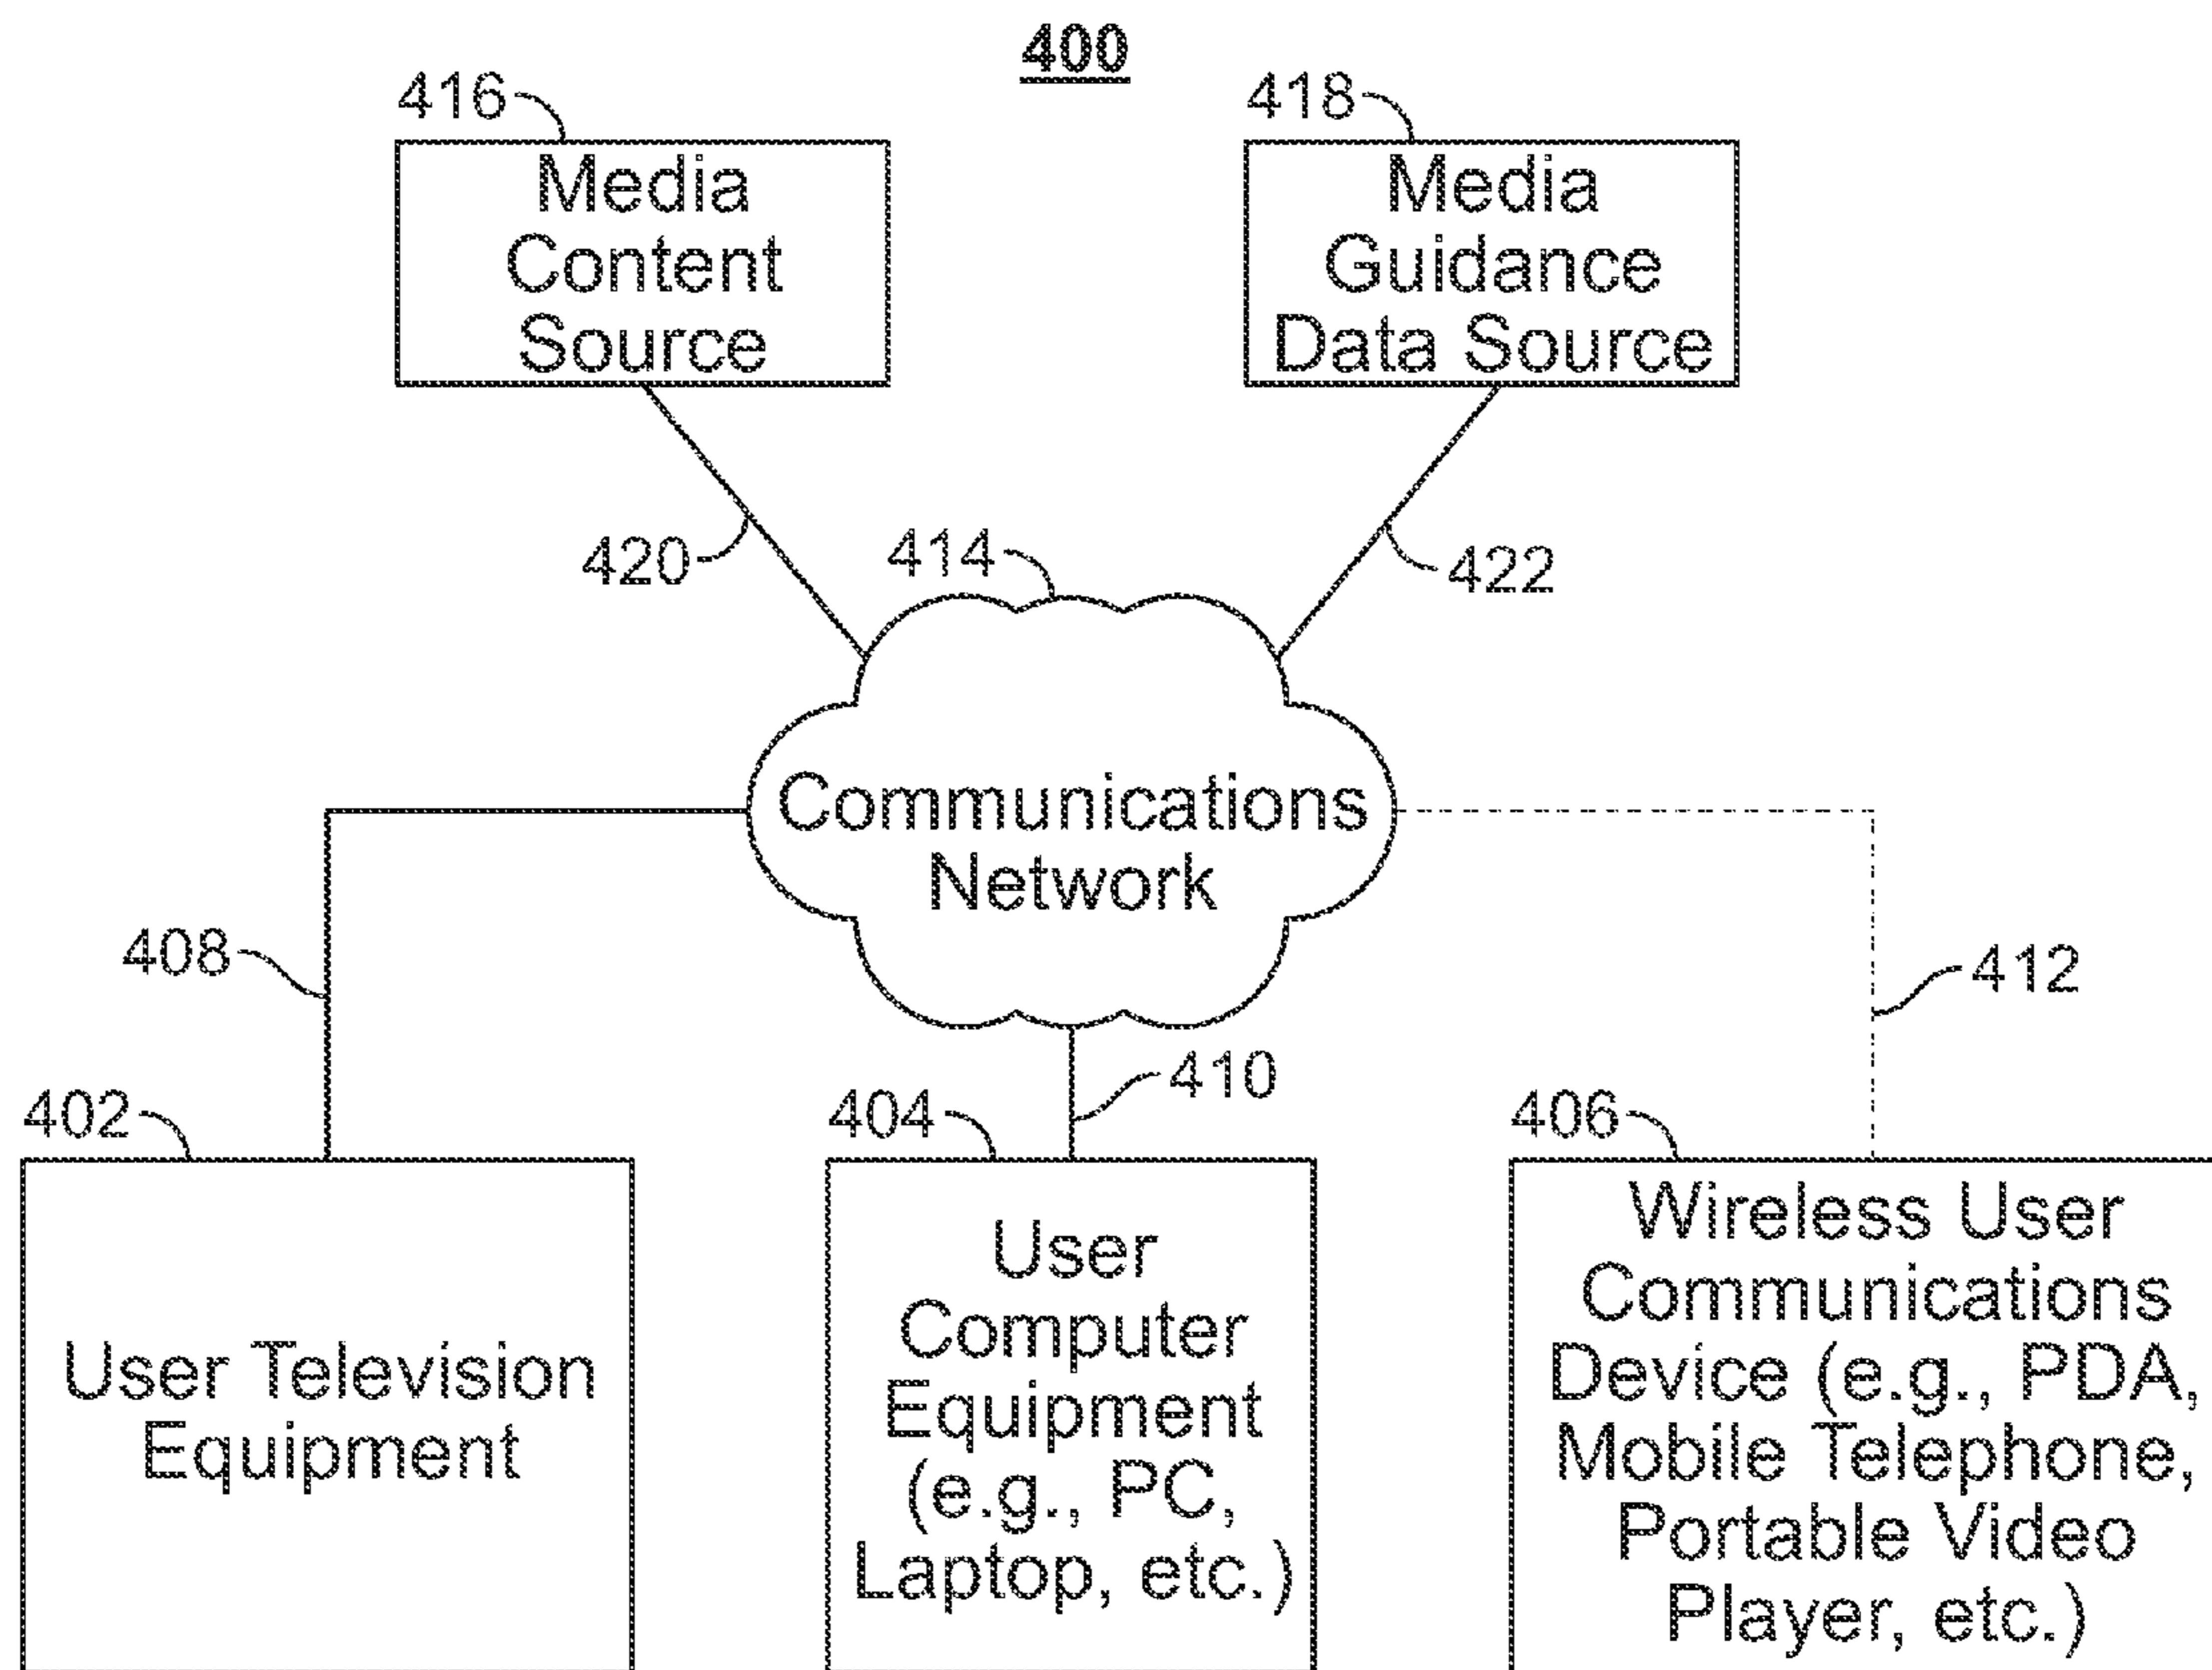 400
416
418
Media
Content
Source
Media
Guidance
Data Source
420
414
422
Communications
Network
408
412
410
402
404
406
User Television
Equipment
User
Computer
Equipment
(e.g., PC,
Laptop, etc.)
Wireless User
Communications
Device (e.g., PDA,
Mobile Telephone,
Portable Video
Player, etc.)